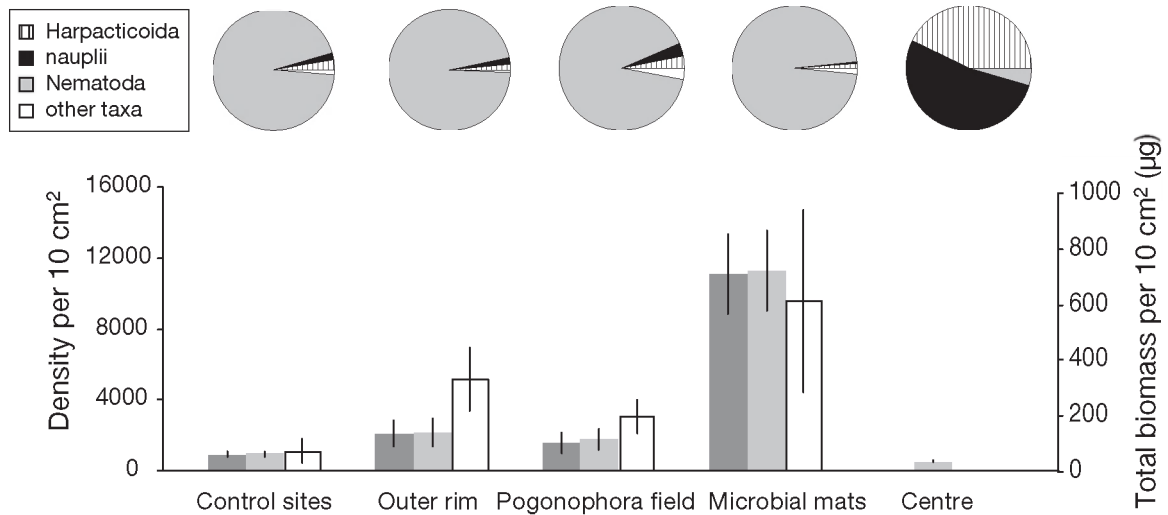 Harpacticoida
nauplii
Nematoda
other taxa
Density per 10 cm²
16000
12000
8000
4000
0
1000
800
600
400
200
0
Total biomass per 10 cm² (µg)
Control sites
Outer rim
Pogonophora field
Microbial mats
Centre